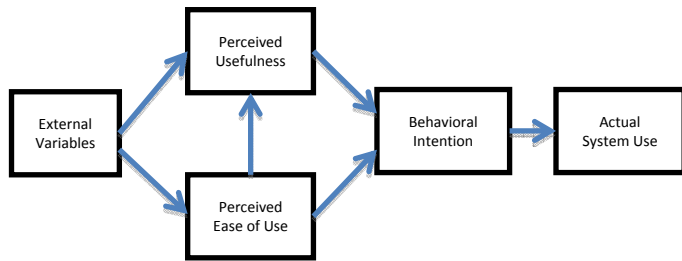 Perceived
Usefulness
External
Variables
Behavioral
Intention
Actual
System Use
Perceived
Ease of Use